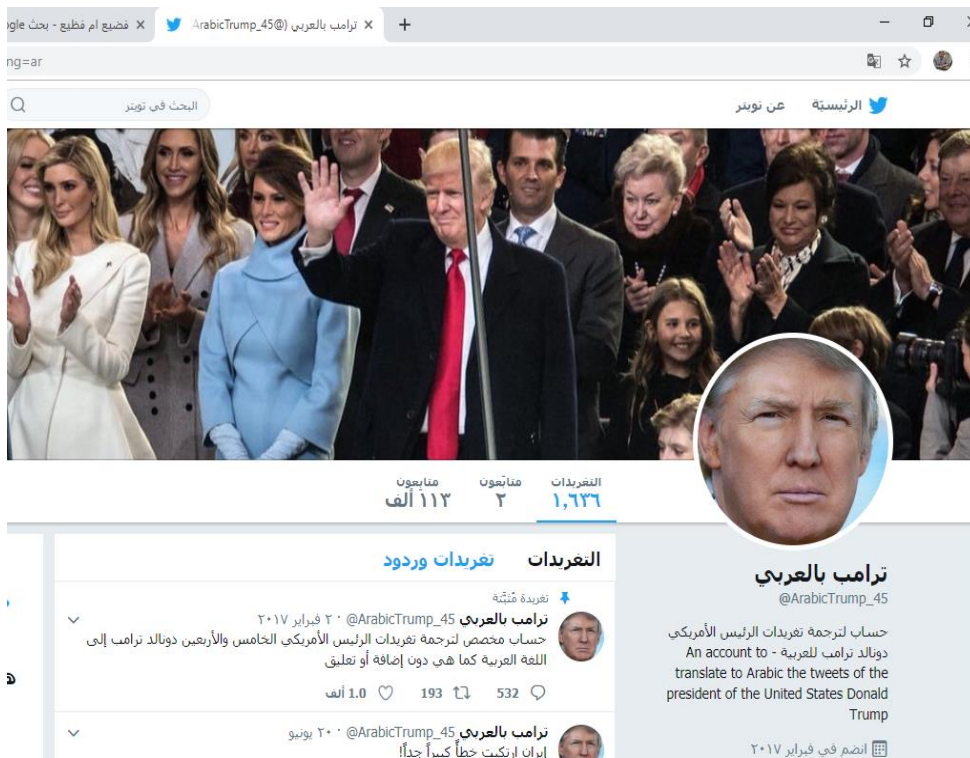 ترامب بالعربي (@ArabicTrump_45
فضيع ام فظيع - بحث ogle
ng=ar
الرئيسيّة
عن تويتر
البحث في تويتر
التغريدات
١,٦٣٦
متابَعون
٢
متابِعون
١١٣ ألف
ترامب بالعربي
@ArabicTrump_45
حساب لترجمة تغريدات الرئيس الأمريكي
دونالد ترامب للعربية - An account to
translate to Arabic the tweets of the
president of the United States Donald
Trump
انضم في فبراير ٢٠١٧
التغريدات
تغريدات وردود
تغريدة مُثبَّتة
ترامب بالعربي @ArabicTrump_45 · ٢ فبراير ٢٠١٧
حساب مخصص لترجمة تغريدات الرئيس الأمريكي الخامس والأربعين دونالد ترامب إلى
اللغة العربية كما هي دون إضافة أو تعليق
532
193
1.0 ألف
ترامب بالعربي @ArabicTrump_45 · ٢٠ يونيو
إيران ارتكبت خطأً كبيراً جداً!